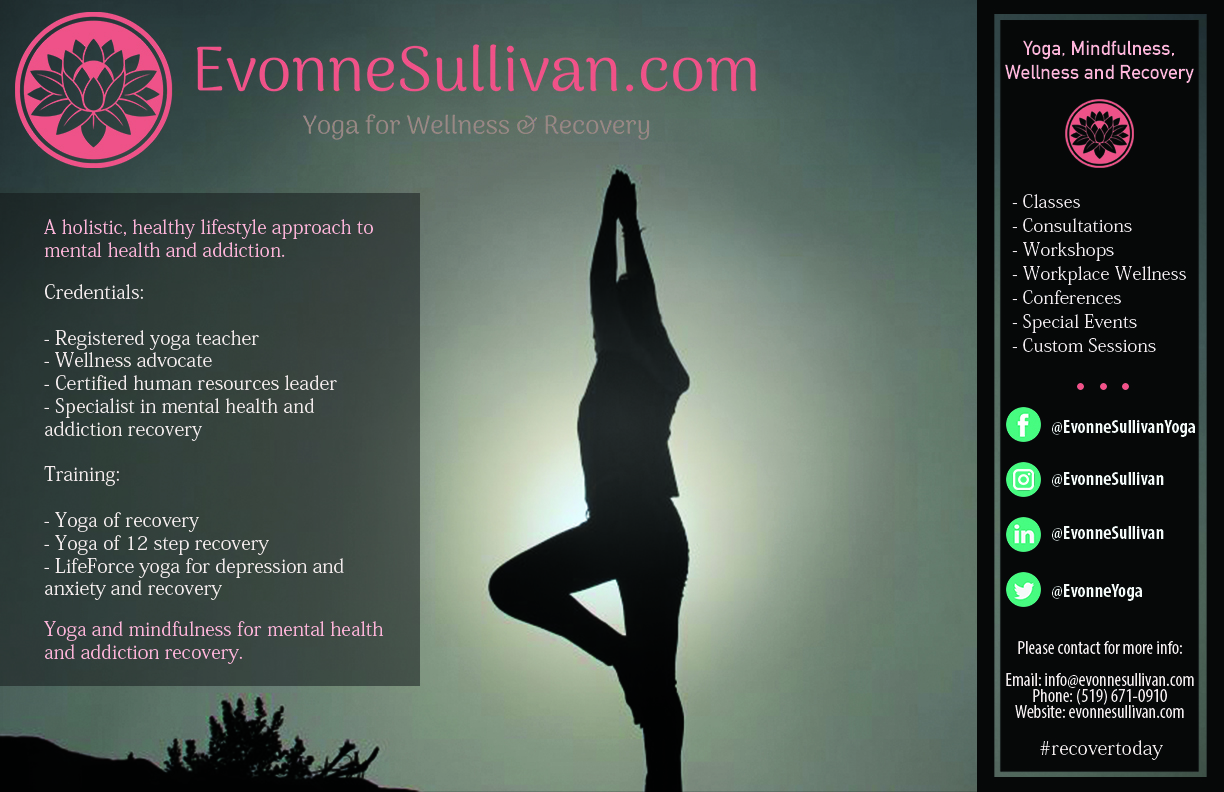 EvonneSullivan.com
Yoga for Wellness & Recovery
A holistic, healthy lifestyle approach to
mental health and addiction.
Credentials:
- Registered yoga teacher
- Wellness advocate
- Certified human resources leader
- Specialist in mental health and
addiction recovery
Training:
- Yoga of recovery
- Yoga of 12 step recovery
- LifeForce yoga for depression and
anxiety and recovery
Yoga and mindfulness for mental health
and addiction recovery.
Yoga, Mindfulness,
Wellness and Recovery
- Classes
- Consultations
- Workshops
- Workplace Wellness
- Conferences
- Special Events
- Custom Sessions
@EvonneSullivanYoga
@EvonneSullivan
@EvonneSullivan
@EvonneYoga
Please contact for more info:
Email: info@evonnesullivan.com
Phone: (519) 671-0910
Website: evonnesullivan.com
#recovertoday